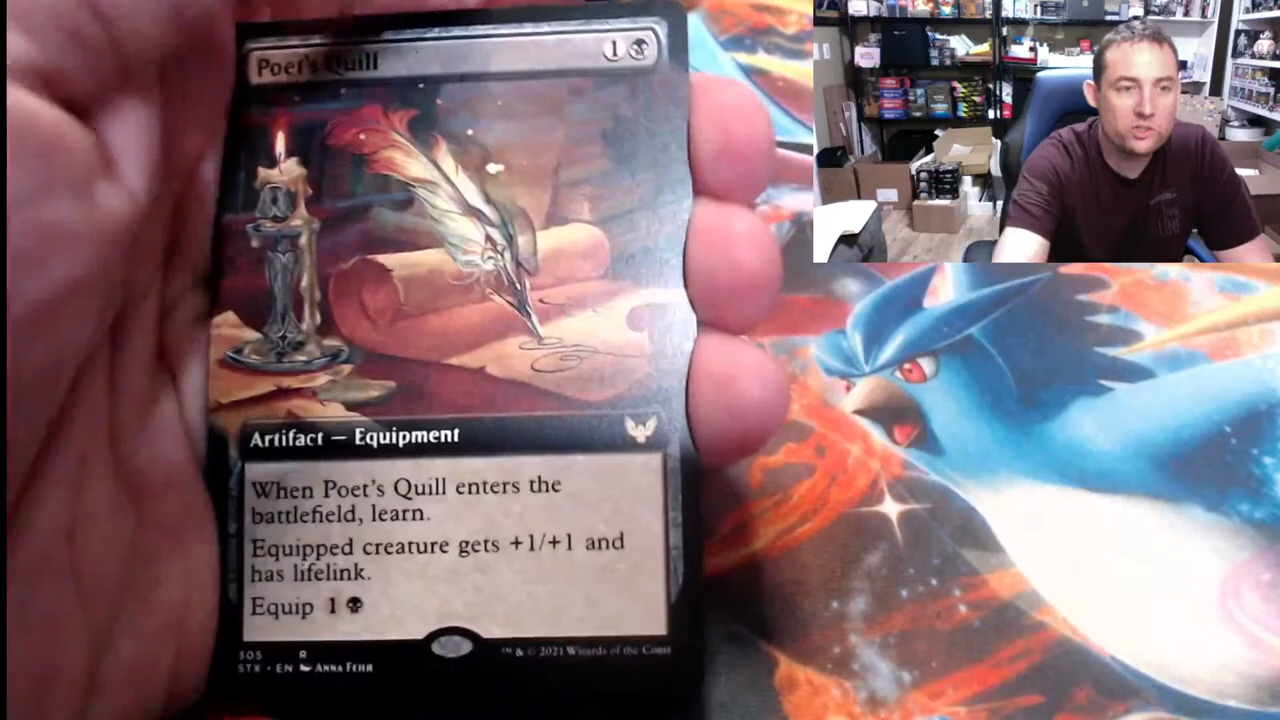 Poet's Quill 1
Artifact — Equipment
When Poet's Quill enters the
battlefield, learn.
Equipped creature gets +1/+1 and
has lifelink.
Equip 1
305 R
STX • EN ANNA FEHR
™ & © 2021 Wizards of the Coast